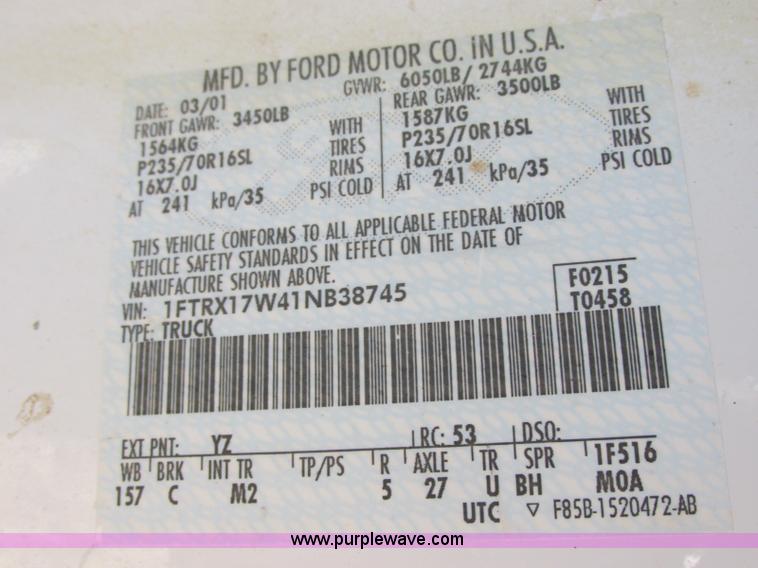 MFD. BY FORD MOTOR CO. iN U.S.A.
DATE: 03/01 GVWR: 6050LB/ 2744KG
FRONT GAWR: 3450LB REAR GAWR: 3500LB
1564KG WITH 1587KG WITH
P235/70R16SL TIRES P235/70R16SL TIRES
16X7.0J RIMS 16X7.0J RIMS
AT 241 kPa/35 PSI COLD AT 241 kPa/35 PSI COLD
THIS VEHICLE CONFORMS TO ALL APPLICABLE FEDERAL MOTOR
VEHICLE SAFETY STANDARDS IN EFFECT ON THE DATE OF
MANUFACTURE SHOWN ABOVE.
VIN: 1FTRX17W41NB38745 F0215
TYPE: TRUCK T0458
EXT PNT: YZ RC: 53 DSO:
WB BRK INT TR TP/PS R AXLE TR SPR 1F516
157 C M2 5 27 U BH MOA
UTC ▽ F85B-1520472-AB
www.purplewave.com